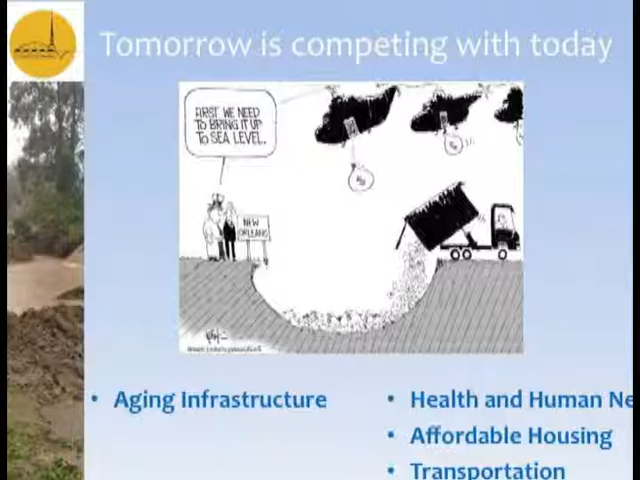 Tomorrow is competing with today
FIRST WE NEED
TO BRING IT UP
TO SEA LEVEL.
NEW
ORLEANS
• Aging Infrastructure
• Health and Human Ne
• Affordable Housing
• Transportation